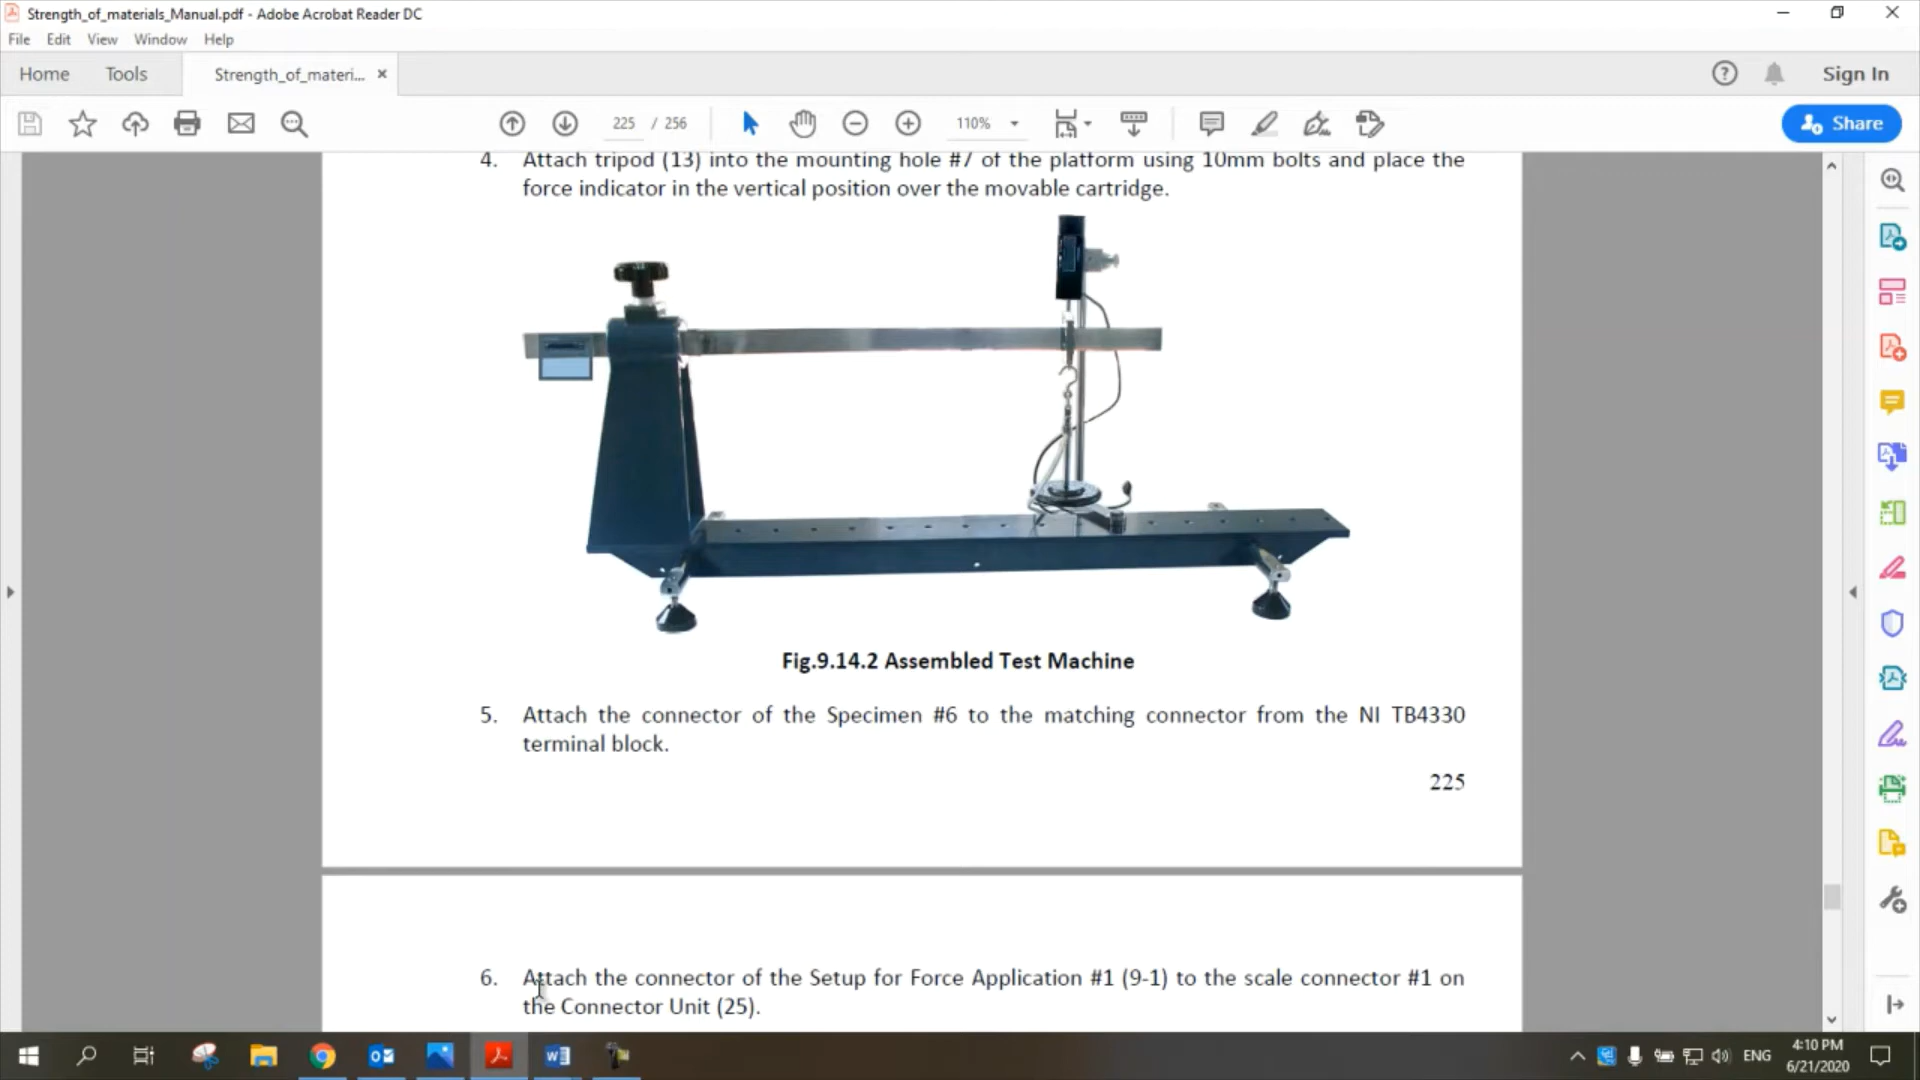 Strength_of_materials_Manual.pdf - Adobe Acrobat Reader DC
File Edit View Window Help
Home Tools Strength_of_materi... Sign In
225 / 256 110% Share
4. Attach tripod (13) into the mounting hole #7 of the platform using 10mm bolts and place the
force indicator in the vertical position over the movable cartridge.
Fig.9.14.2 Assembled Test Machine
5. Attach the connector of the Specimen #6 to the matching connector from the NI TB4330
terminal block.
225
6. Attach the connector of the Setup for Force Application #1 (9-1) to the scale connector #1 on
the Connector Unit (25).
ENG
4:10 PM
6/21/2020